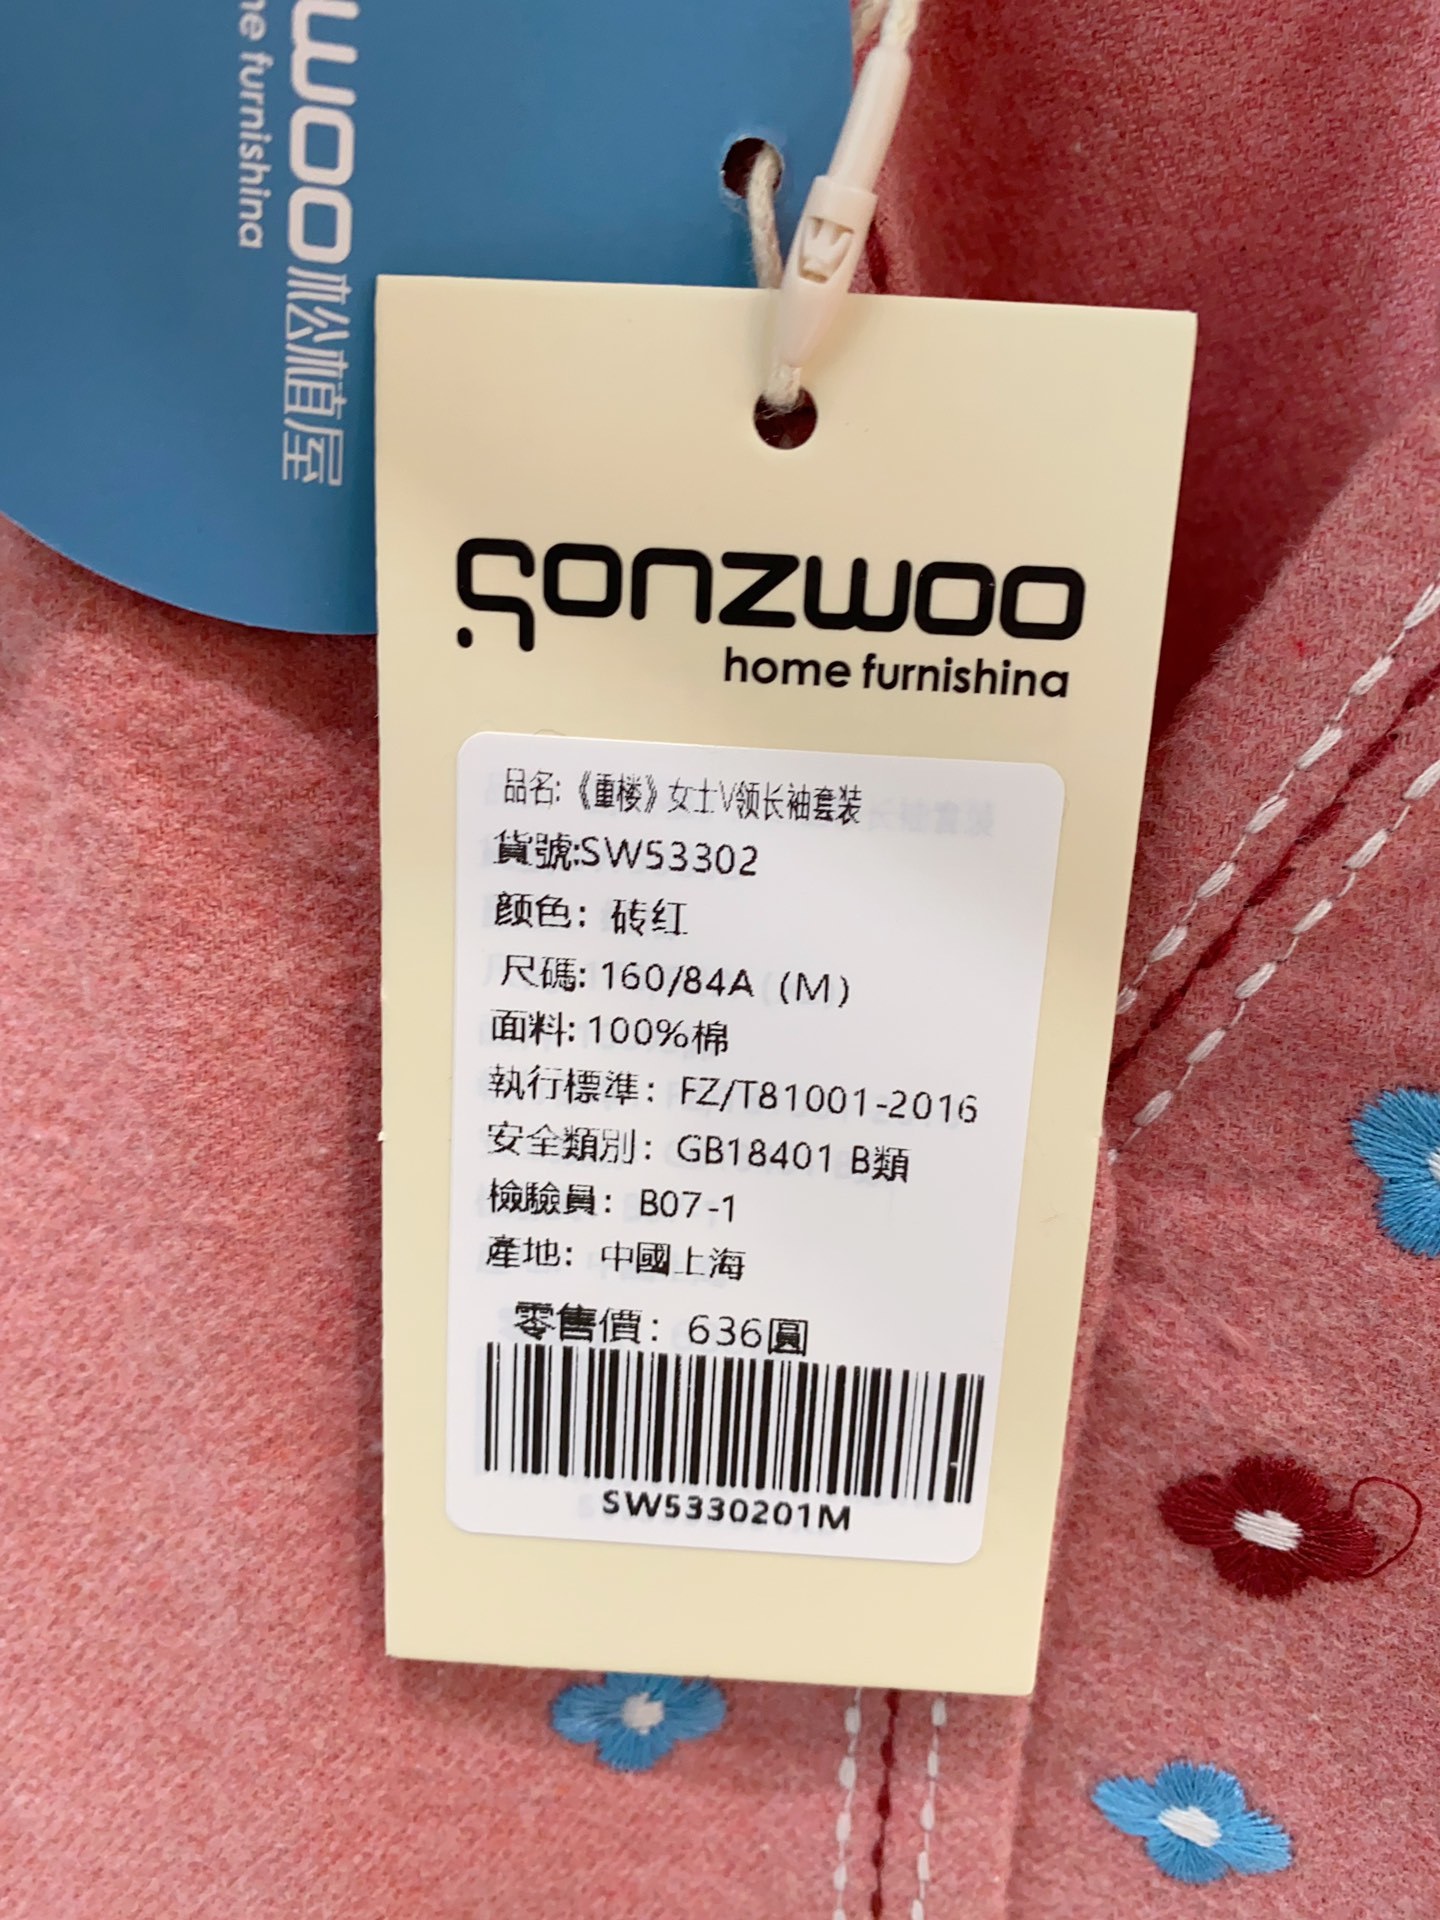 woo松植屋
me furnishing
gonzwoo
home furnishing
品名:《重楼》女士V领长袖套装
貨號:SW53302
颜色: 砖红
尺碼: 160/84A (M)
面料: 100%棉
執行標準: FZ/T81001-2016
安全類別: GB18401 B類
檢驗員: B07-1
產地: 中國上海
零售價: 636圓
SW5330201M